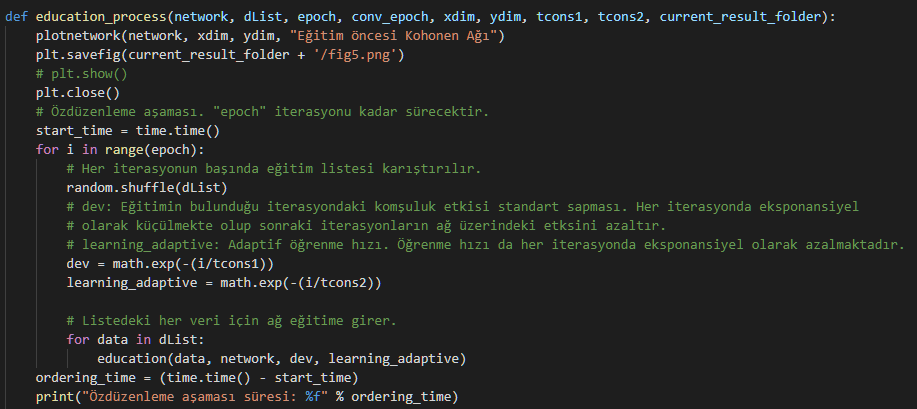 def education_process(network, dList, epoch, conv_epoch, xdim, ydim, tcons1, tcons2, current_result_folder):
    plotnetwork(network, xdim, ydim, "Eğitim öncesi Kohonen Ağı")
    plt.savefig(current_result_folder + '/fig5.png')
    # plt.show()
    plt.close()
    # Özdüzenleme aşaması. "epoch" iterasyonu kadar sürecektir.
    start_time = time.time()
    for i in range(epoch):
        # Her iterasyonun başında eğitim listesi karıştırılır.
        random.shuffle(dList)
        # dev: Eğitimin bulunduğu iterasyondaki komşuluk etkisi standart sapması. Her iterasyonda eksponansiyel
        # olarak küçülmekte olup sonraki iterasyonların ağ üzerindeki etksini azaltır.
        # learning_adaptive: Adaptif öğrenme hızı. Öğrenme hızı da her iterasyonda eksponansiyel olarak azalmaktadır.
        dev = math.exp(-(i/tcons1))
        learning_adaptive = math.exp(-(i/tcons2))

        # Listedeki her veri için ağ eğitime girer.
        for data in dList:
            education(data, network, dev, learning_adaptive)
    ordering_time = (time.time() - start_time)
    print("Özdüzenleme aşaması süresi: %f" % ordering_time)